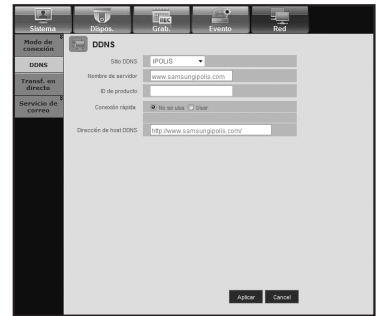 Sistema Dispos. Grab. Evento Red
Modo de
conexión
DDNS
Transf. en
directo
Servicio de
correo
DDNS
Sitio DDNS iPOLiS
Nombre de servidor www.samsungipolis.com
ID de producto
Conexión rápida No se usa Usar
Dirección de host DDNS http://www.samsungipolis.com/
Aplicar Cancel